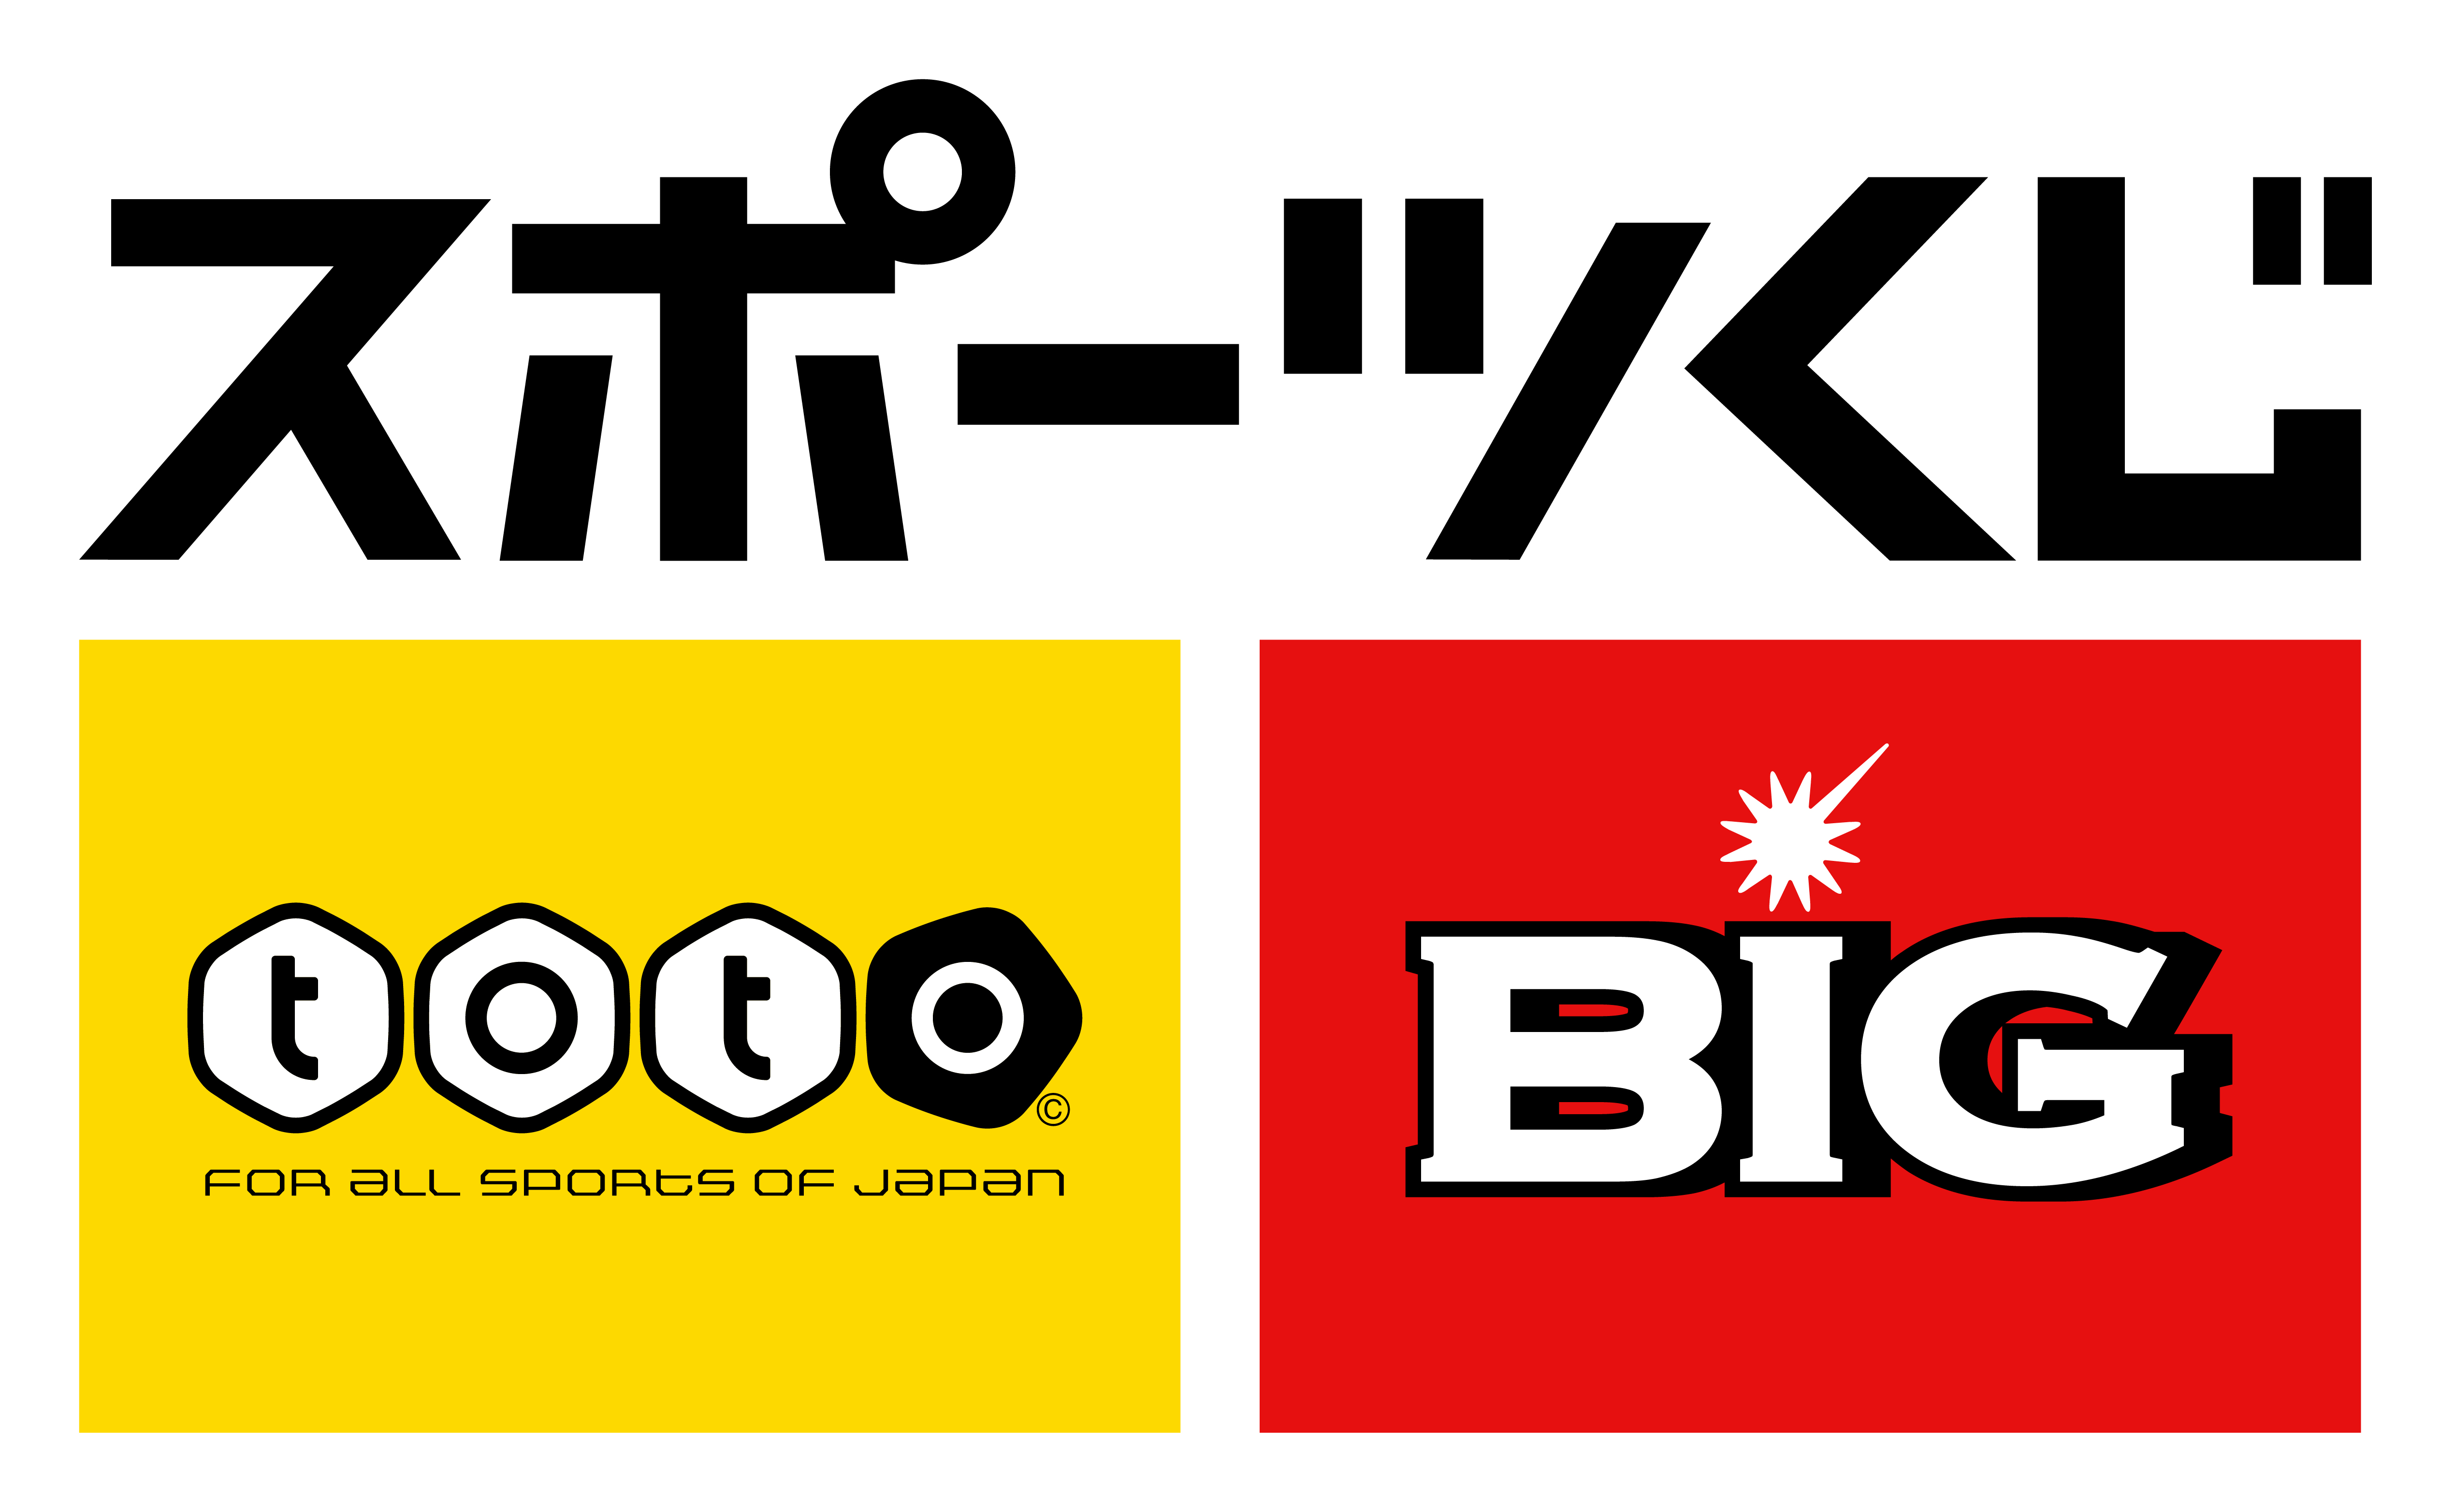 スポーツくじ
toto
©
FOR ALL SPORTS OF JAPAN
BIG